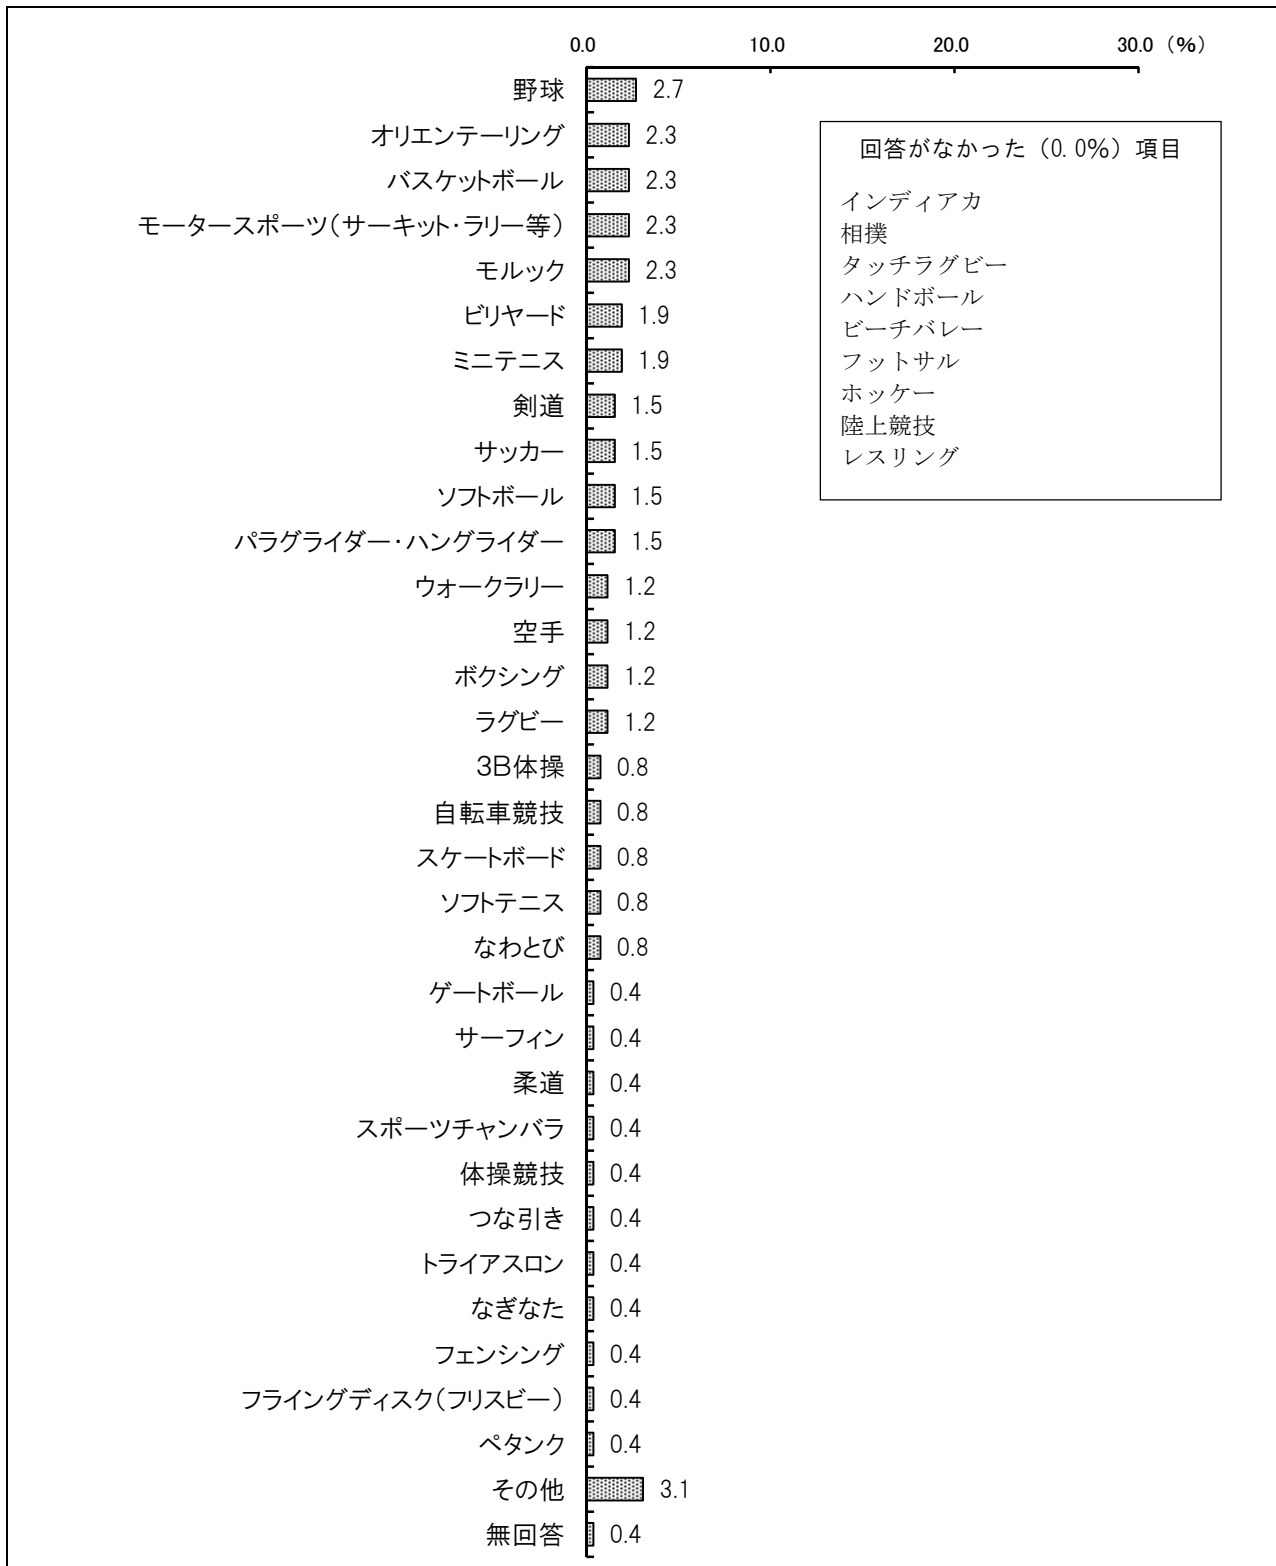 0.0 10.0 20.0 30.0 (%)
野球 2.7
オリエンテーリング 2.3
バスケットボール 2.3
モータースポーツ(サーキット・ラリー等) 2.3
モルック 2.3
ビリヤード 1.9
ミニテニス 1.9
剣道 1.5
サッカー 1.5
ソフトボール 1.5
パラグライダー・ハングライダー 1.5
ウォークラリー 1.2
空手 1.2
ボクシング 1.2
ラグビー 1.2
3B体操 0.8
自転車競技 0.8
スケートボード 0.8
ソフトテニス 0.8
なわとび 0.8
ゲートボール 0.4
サーフィン 0.4
柔道 0.4
スポーツチャンバラ 0.4
体操競技 0.4
つな引き 0.4
トライアスロン 0.4
なぎなた 0.4
フェンシング 0.4
フライングディスク(フリスビー) 0.4
ペタンク 0.4
その他 3.1
無回答 0.4
回答がなかった(0.0%)項目
インディアカ
相撲
タッチラグビー
ハンドボール
ビーチバレー
フットサル
ホッケー
陸上競技
レスリング